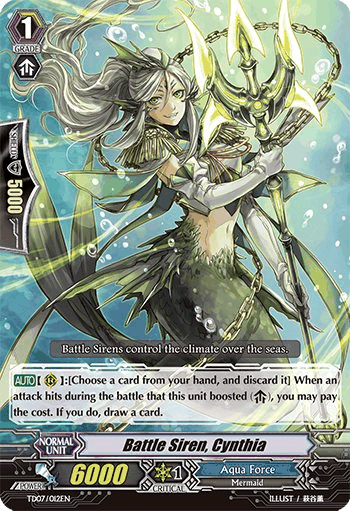 1
GRADE
SHIELD
5000
Battle Sirens control the climate over the seas.
AUTO [ ]:[Choose a card from your hand, and discard it] When an
attack hits during the battle that this unit boosted ( ), you may pay
the cost. If you do, draw a card.
NORMAL
UNIT
Battle Siren, Cynthia
POWER
6000
1
CRITICAL
Aqua Force
Mermaid
TD07/012EN
ILLUST / 萩谷薫